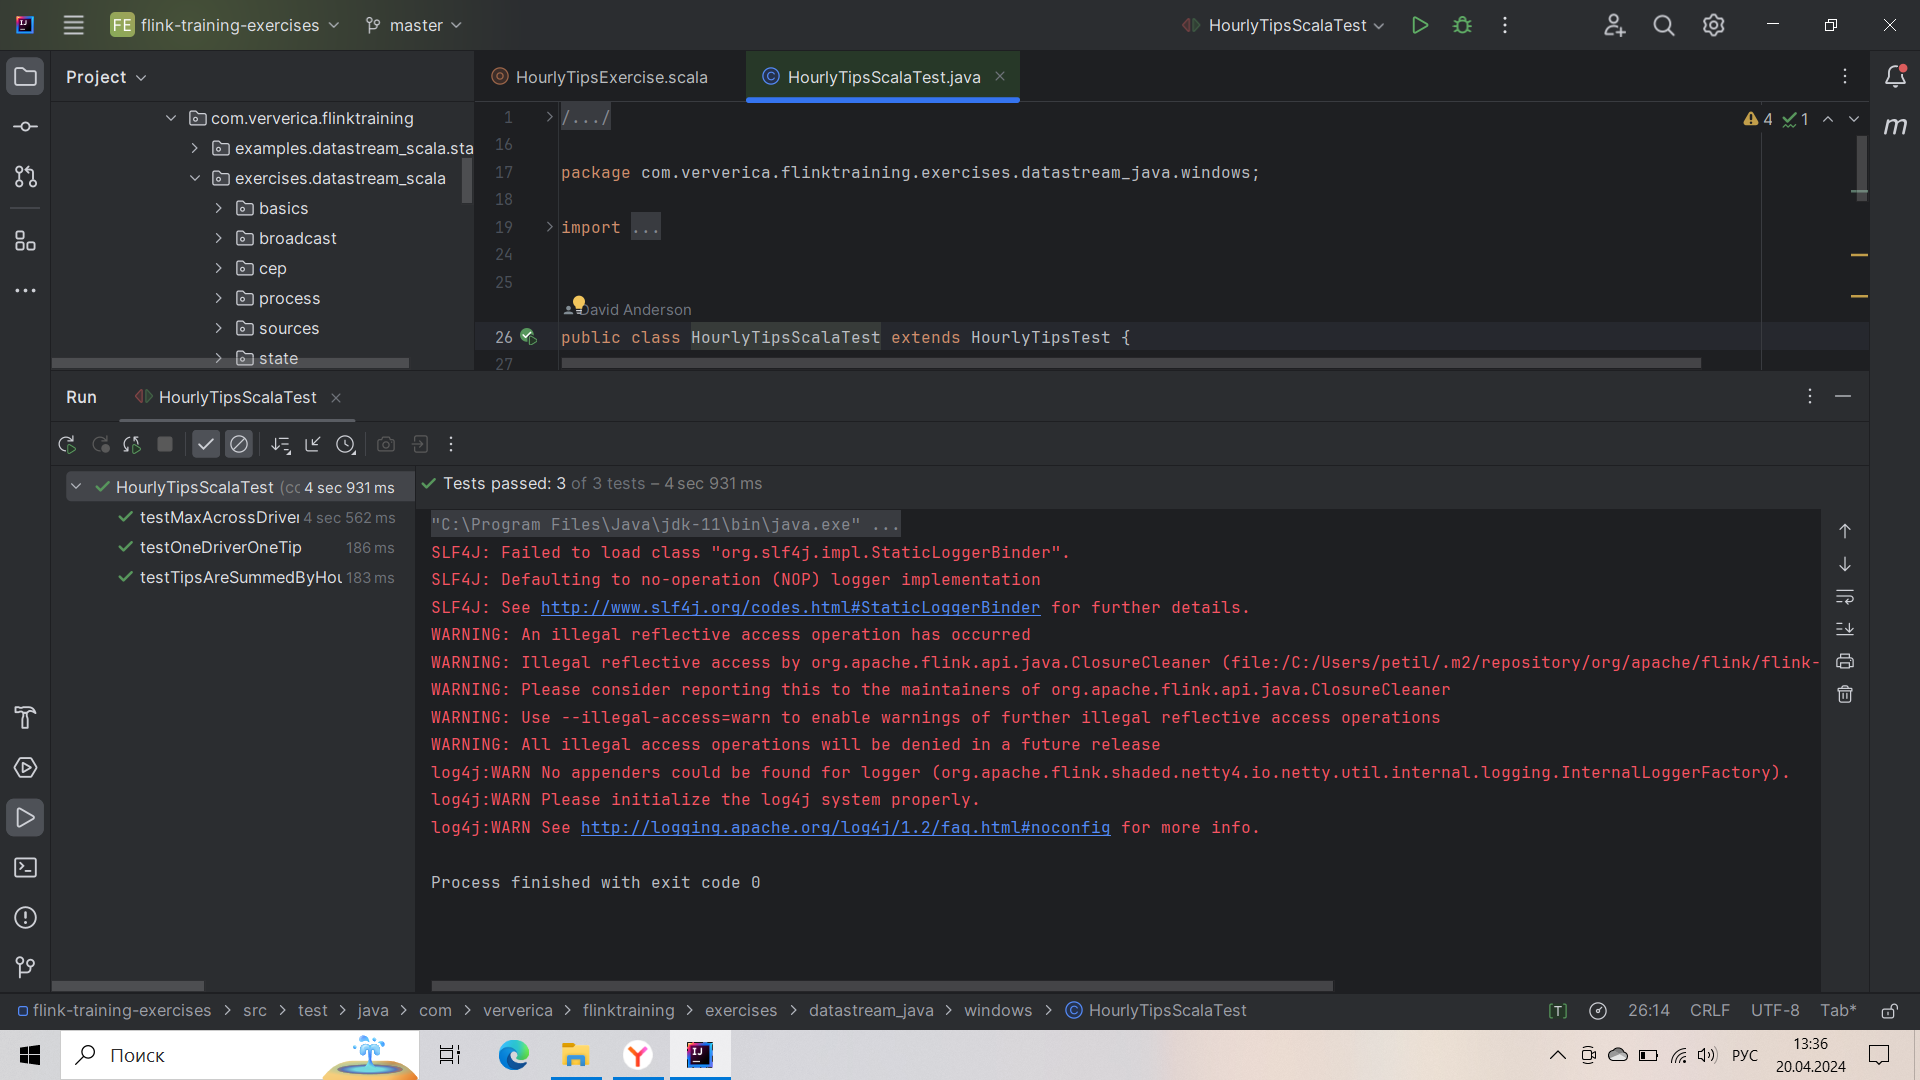 FE flink-training-exercises master HourlyTipsScalaTest
Project
com.ververica.flinktraining
examples.datastream_scala.sta
exercises.datastream_scala
basics
broadcast
cep
process
sources
state
HourlyTipsExercise.scala HourlyTipsScalaTest.java
4 1
1 /.../
16
17 package com.ververica.flinktraining.exercises.datastream_java.windows;
18
19 import ...
24
25
David Anderson
26 public class HourlyTipsScalaTest extends HourlyTipsTest {
27
m
Run HourlyTipsScalaTest
HourlyTipsScalaTest (co 4 sec 931 ms
testMaxAcrossDriver 4 sec 562 ms
testOneDriverOneTip 186 ms
testTipsAreSummedByHou 183 ms
Tests passed: 3 of 3 tests – 4 sec 931 ms
"C:\Program Files\Java\jdk-11\bin\java.exe" ...
SLF4J: Failed to load class "org.slf4j.impl.StaticLoggerBinder".
SLF4J: Defaulting to no-operation (NOP) logger implementation
SLF4J: See http://www.slf4j.org/codes.html#StaticLoggerBinder for further details.
WARNING: An illegal reflective access operation has occurred
WARNING: Illegal reflective access by org.apache.flink.api.java.ClosureCleaner (file:/C:/Users/petil/.m2/repository/org/apache/flink/flink-
WARNING: Please consider reporting this to the maintainers of org.apache.flink.api.java.ClosureCleaner
WARNING: Use --illegal-access=warn to enable warnings of further illegal reflective access operations
WARNING: All illegal access operations will be denied in a future release
log4j:WARN No appenders could be found for logger (org.apache.flink.shaded.netty4.io.netty.util.internal.logging.InternalLoggerFactory).
log4j:WARN Please initialize the log4j system properly.
log4j:WARN See http://logging.apache.org/log4j/1.2/faq.html#noconfig for more info.
Process finished with exit code 0
flink-training-exercises > src > test > java > com > ververica > flinktraining > exercises > datastream_java > windows > HourlyTipsScalaTest
[T] 26:14 CRLF UTF-8 Tab*
Поиск
РУС
13:36
20.04.2024